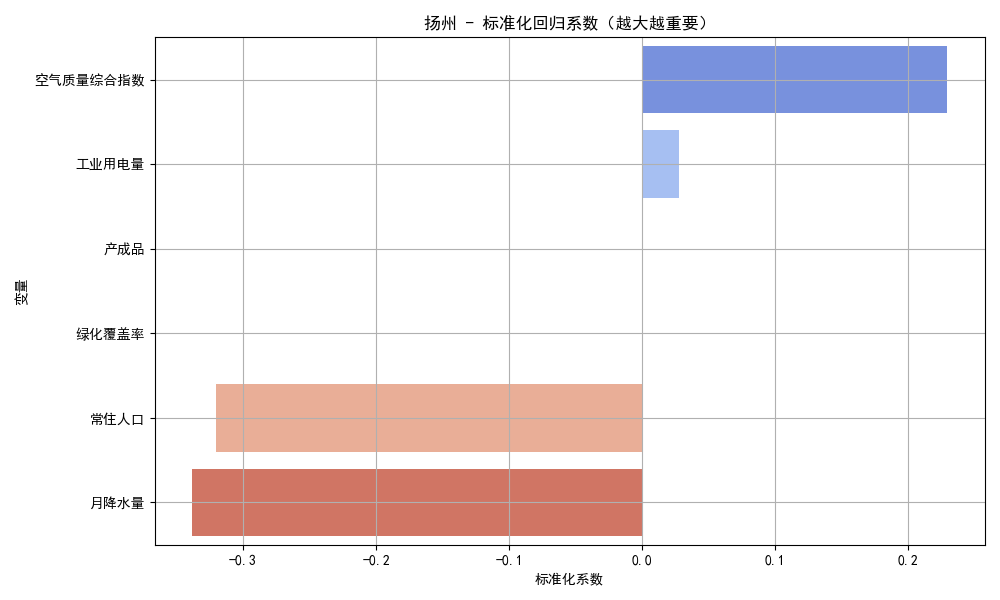 扬州 - 标准化回归系数（越大越重要）
变量
空气质量综合指数
工业用电量
产成品
绿化覆盖率
常住人口
月降水量
-0.3 -0.2 -0.1 0.0 0.1 0.2
标准化系数